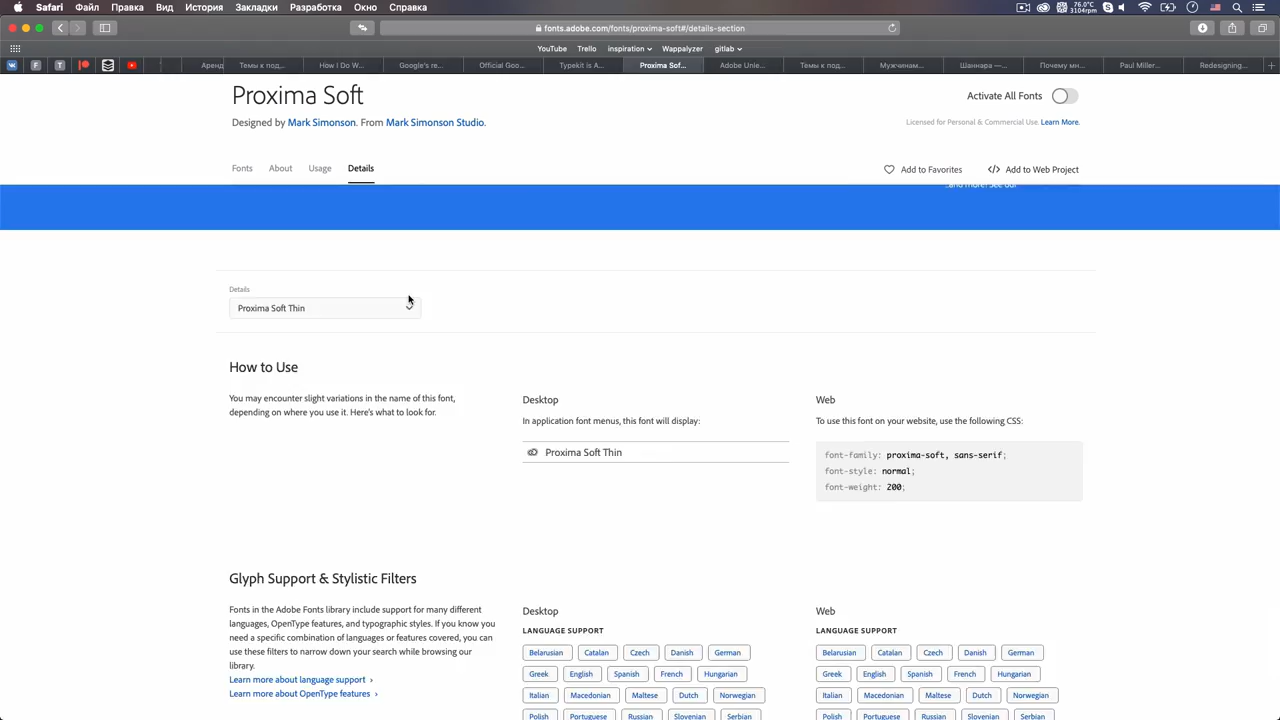 Safari Файл Правка Вид История Закладки Разработка Окно Справка
76.0°C
3104rpm
fonts.adobe.com/fonts/proxima-soft#/details-section
YouTube Trello inspiration Wappalyzer gitlab
Аренд Темы к под... How I Do W... Google's re... Official Goo... Typekit is A... Proxima Sof... Adobe Unle... Темы к под... Мужчинам... Шаннара —... Почему мн... Paul Miller... Redesigning...
Proxima Soft
Activate All Fonts
Designed by Mark Simonson. From Mark Simonson Studio.
Licensed for Personal & Commercial Use. Learn More.
Fonts About Usage Details
Add to Favorites </> Add to Web Project
Details
Proxima Soft Thin
How to Use
You may encounter slight variations in the name of this font,
depending on where you use it. Here's what to look for.
Desktop
In application font menus, this font will display:
Proxima Soft Thin
Web
To use this font on your website, use the following CSS:
font-family: proxima-soft, sans-serif;
font-style: normal;
font-weight: 200;
Glyph Support & Stylistic Filters
Fonts in the Adobe Fonts library include support for many different
languages, OpenType features, and typographic styles. If you know
you need a specific combination of languages or features covered, you can
use these filters to narrow down your search while browsing our
library.
Learn more about language support ›
Learn more about OpenType features ›
Desktop
LANGUAGE SUPPORT
Belarusian Catalan Czech Danish German
Greek English Spanish French Hungarian
Italian Macedonian Maltese Dutch Norwegian
Polish Portuguese Russian Slovenian Serbian
Web
LANGUAGE SUPPORT
Belarusian Catalan Czech Danish German
Greek English Spanish French Hungarian
Italian Macedonian Maltese Dutch Norwegian
Polish Portuguese Russian Slovenian Serbian